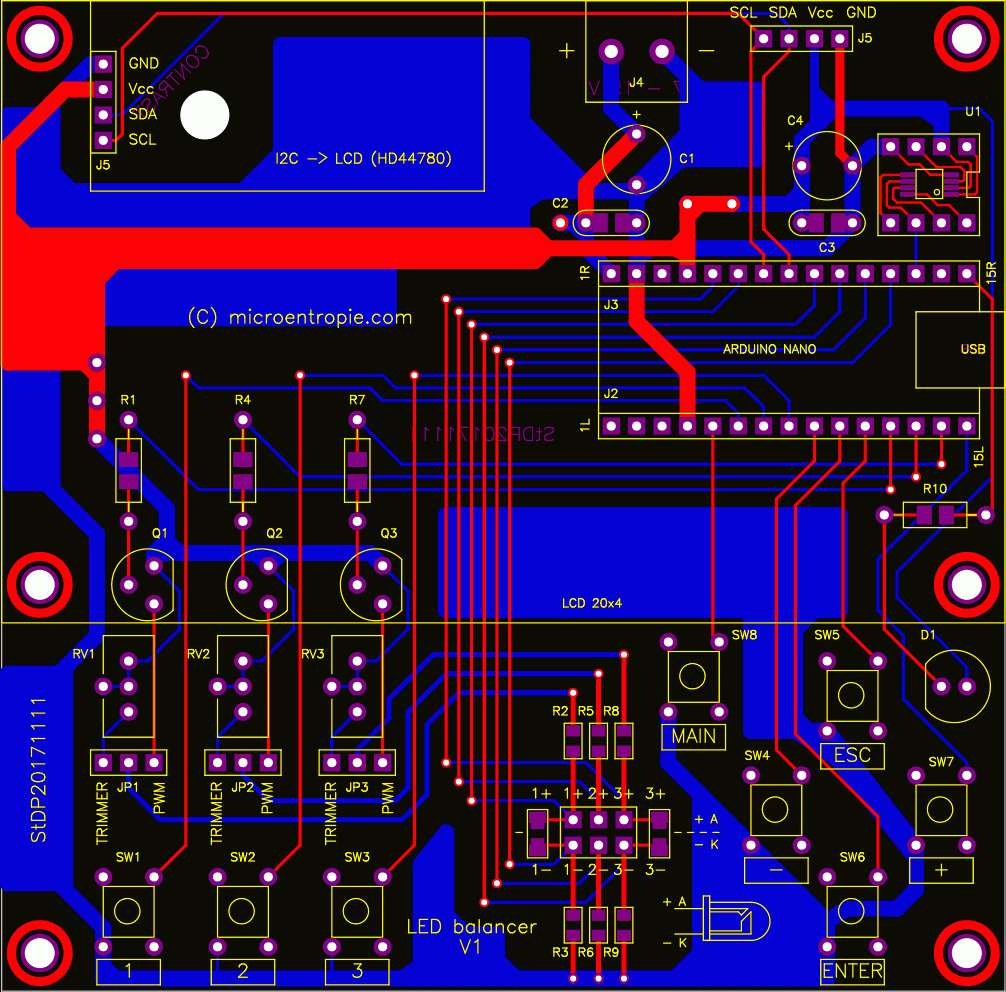 SCL SDA Vcc GND
J5
GND
Vcc
SDA
SCL
J5
CONTRAST
I2C -> LCD (HD44780)
+ −
J4
+
C1
C2
C4
+
C3
U1
1R
15R
J3
ARDUINO NANO
USB
J2
1L
15L
(C) microentropie.com
StDP20171111
R1
R4
R7
R10
Q1
Q2
Q3
LCD 20x4
RV1
RV2
RV3
SW8
SW5
D1
R2
R5
R8
MAIN
ESC
SW4
SW7
StDP20171111
JP1
JP2
JP3
TRIMMER
PWM
TRIMMER
PWM
TRIMMER
PWM
1+ 1+ 2+ 3+ 3+
+ A
-
-----
- K
1- 1- 2- 3- 3-
SW1
SW2
SW3
SW6
−
+
LED balancer
V1
+ A
- K
R3
R6
R9
1
2
3
ENTER